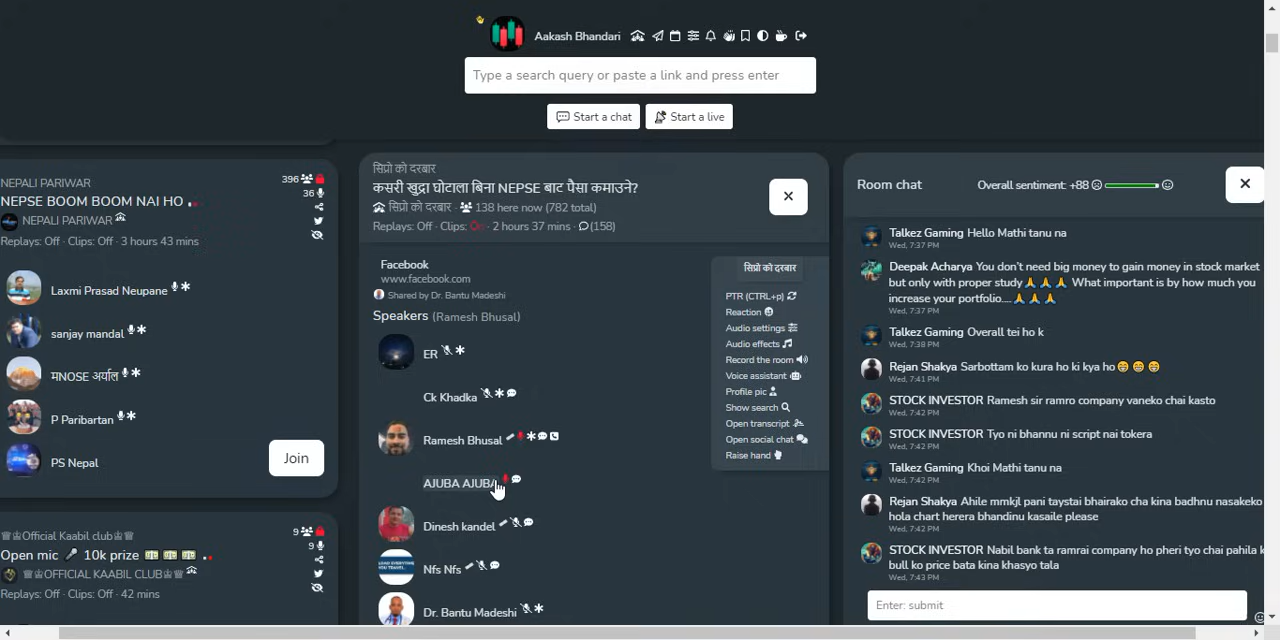 Aakash Bhandari
Type a search query or paste a link and press enter
Start a chat
Start a live
NEPALI PARIWAR
396
NEPSE BOOM BOOM NAI HO
36
NEPALI PARIWAR
Replays: Off · Clips: Off · 3 hours 43 mins
Laxmi Prasad Neupane
sanjay mandal
मNOSE अर्याल
P Paribartan
PS Nepal
Join
Official Kaabil club
9
Open mic 10k prize
9
OFFICIAL KAABIL CLUB
Replays: Off · Clips: Off · 42 mins
सिप्रो को दरबार
कसरी खुद्रा घोटाला बिना NEPSE बाट पैसा कमाउने?
सिप्रो को दरबार · 138 here now (782 total)
Replays: Off · Clips: On · 2 hours 37 mins · (158)
Facebook
www.facebook.com
Shared by Dr. Bantu Madeshi
Speakers (Ramesh Bhusal)
ER
Ck Khadka
Ramesh Bhusal
AJUBA AJUBA
Dinesh kandel
Nfs Nfs
Dr. Bantu Madeshi
सिप्रो को दरबार
PTR (CTRL+p)
Reaction
Audio settings
Audio effects
Record the room
Voice assistant
Profile pic
Show search
Open transcript
Open social chat
Raise hand
Room chat
Overall sentiment: +88
Talkez Gaming Hello Mathi tanu na
Wed, 7:37 PM
Deepak Acharya You don't need big money to gain money in stock market
but only with proper study What important is by how much you
increase your portfolio....
Wed, 7:37 PM
Talkez Gaming Overall tei ho k
Wed, 7:38 PM
Rejan Shakya Sarbottam ko kura ho ki kya ho
Wed, 7:41 PM
STOCK INVESTOR Ramesh sir ramro company vaneko chai kasto
Wed, 7:42 PM
STOCK INVESTOR Tyo ni bhannu ni script nai tokera
Wed, 7:42 PM
Talkez Gaming Khoi Mathi tanu na
Wed, 7:42 PM
Rejan Shakya Ahile mmkjl pani taystai bhairako cha kina badhnu nasakeko
hola chart herera bhandinu kasaile please
Wed, 7:42 PM
STOCK INVESTOR Nabil bank ta ramrai company ho pheri tyo chai pahila k
bull ko price bata kina khasyo tala
Wed, 7:43 PM
Enter: submit